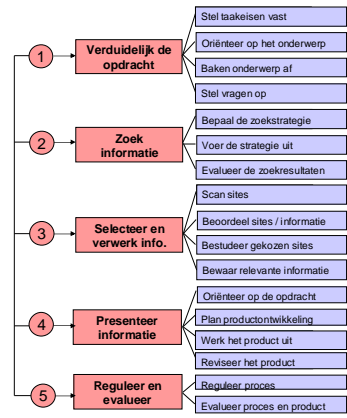 1
Verduidelijk de
opdracht
Stel taakeisen vast
Oriënteer op het onderwerp
Baken onderwerp af
Stel vragen op
2
Zoek
informatie
Bepaal de zoekstrategie
Voer de strategie uit
Evalueer de zoekresultaten
3
Selecteer en
verwerk info.
Scan sites
Beoordeel sites / informatie
Bestudeer gekozen sites
Bewaar relevante informatie
4
Presenteer
informatie
Oriënteer op de opdracht
Plan productontwikkeling
Werk het product uit
Reviseer het product
5
Reguleer en
evalueer
Reguleer proces
Evalueer proces en product